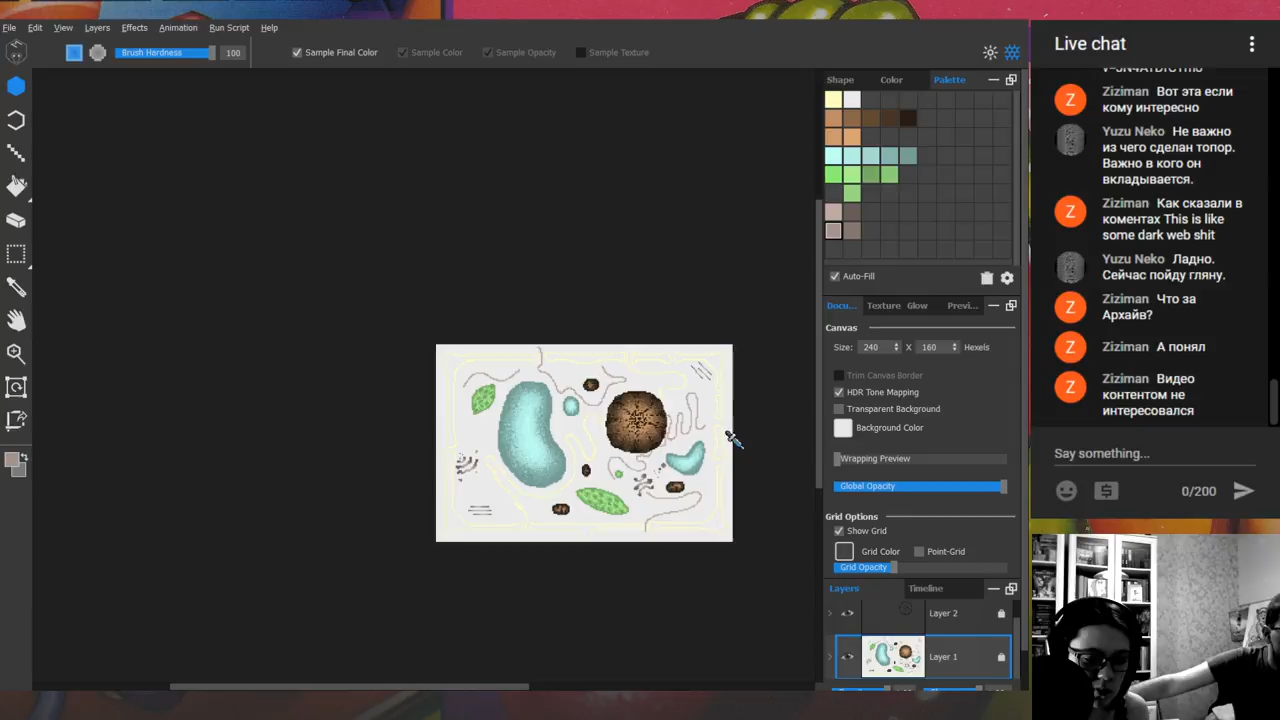 File Edit View Layers Effects Animation Run Script Help
Live chat
Brush Hardness 100 Sample Final Color Sample Color Sample Opacity Sample Texture
Shape Color Palette
Auto-Fill
Docu... Texture Glow Previ...
Canvas
Size: 240 X 160 Hexels
Trim Canvas Border
HDR Tone Mapping
Transparent Background
Background Color
Wrapping Preview
Global Opacity
Grid Options
Show Grid
Grid Color Point-Grid
Grid Opacity
Layers Timeline
Layer 2
Layer 1
Ziziman Вот эта если
кому интересно
Yuzu Neko Не важно
из чего сделан топор.
Важно в кого он
вкладывается.
Ziziman Как сказали в
коментах This is like
some dark web shit
Yuzu Neko Ладно.
Сейчас пойду гляну.
Ziziman Что за
Архайв?
Ziziman А понял
Ziziman Видео
контентом не
интересовался
Say something...
0/200